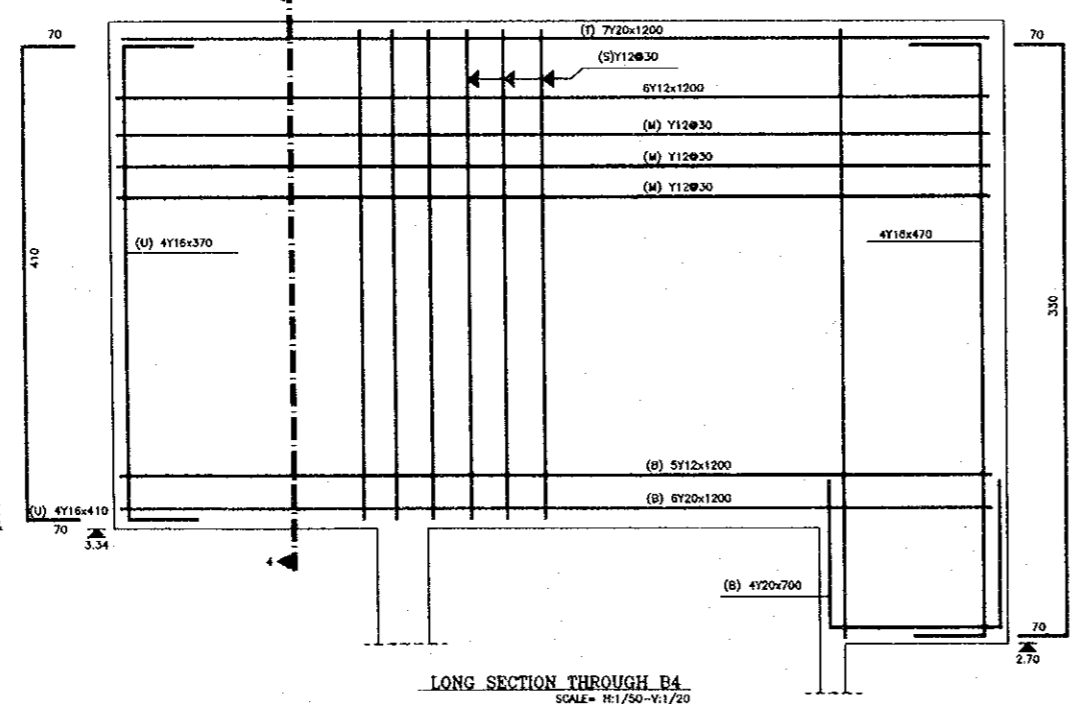 70
70
(T) 7Y20x1200
(S)Y12@30
6Y12x1200
(M) Y12@30
(M) Y12@30
(M) Y12@30
(U) 4Y16x370
4Y16x470
410
330
(B) 5Y12x1200
(B) 6Y20x1200
(U) 4Y16x410
70
3.34
4
(B) 4Y20x700
70
2.70
LONG SECTION THROUGH B4
SCALE= H:1/50-V:1/20